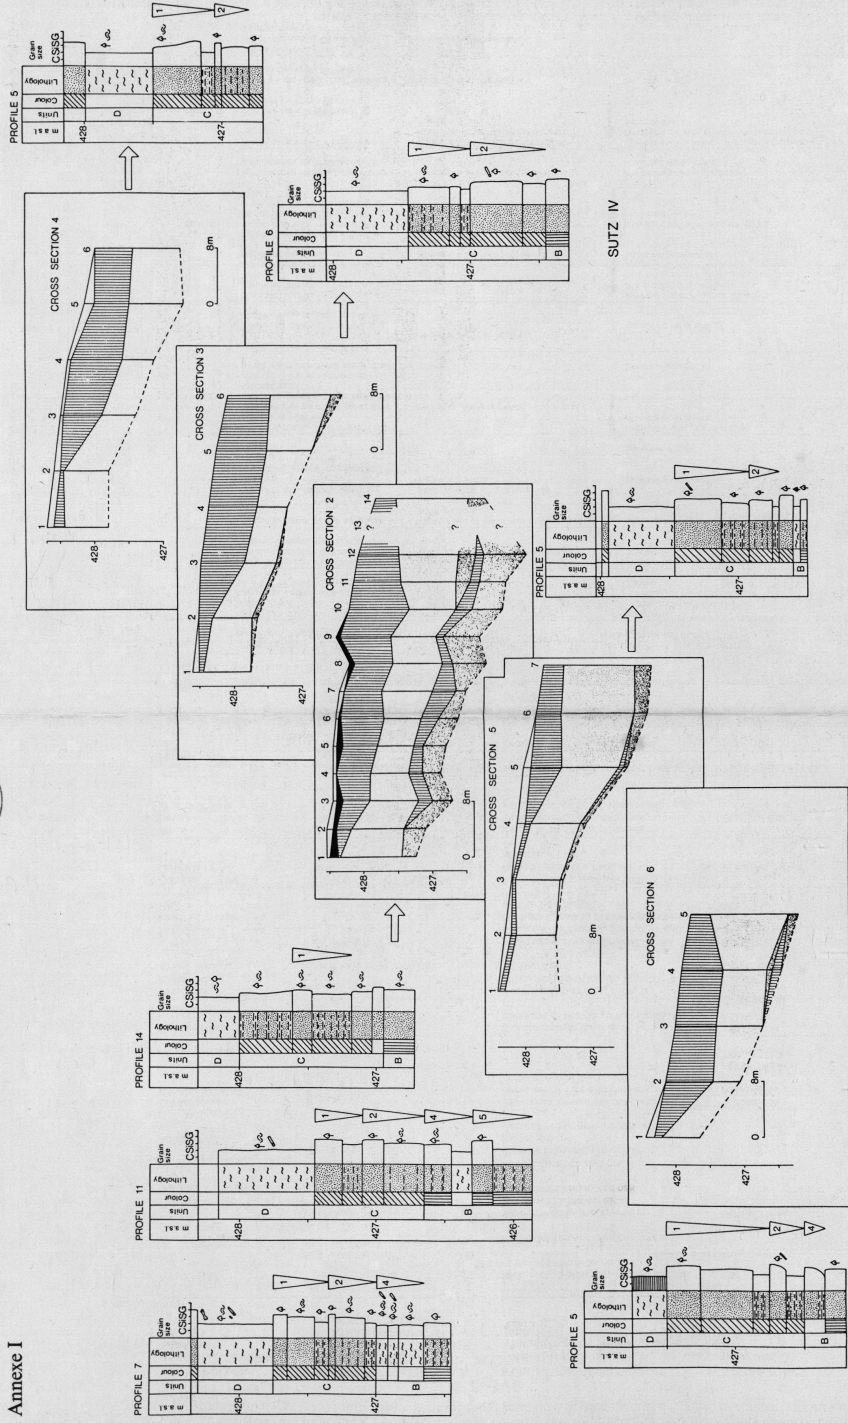 Annexe I
PROFILE 5
m a.s.l.
Units
Colour
Lithology
Grain size
CSiSG
428
427
D
C
1
2
CROSS SECTION 4
1 2 3 4 5 6
428
427
0 8m
PROFILE 6
m a.s.l.
Units
Colour
Lithology
Grain size
CSiSG
428
427
D
C
B
1
2
SUTZ IV
CROSS SECTION 3
1 2 3 4 5 6
428
427
0 8m
CROSS SECTION 2
1 2 3 4 5 6 7 8 9 10 11 12 13 14
? ? ?
428
427
0 8m
PROFILE 5
m a.s.l.
Units
Colour
Lithology
Grain size
CSiSG
428
427
D
C
B
1
2
CROSS SECTION 5
1 2 3 4 5 6 7
428
427
0 8m
CROSS SECTION 6
1 2 3 4 5
428
427
0 8m
PROFILE 14
m a.s.l.
Units
Colour
Lithology
Grain size
CSiSG
428
427
D
C
B
1
PROFILE 11
m a.s.l.
Units
Colour
Lithology
Grain size
CSiSG
428
427
426
D
C
B
1
2
4
5
PROFILE 7
m a.s.l.
Units
Colour
Lithology
Grain size
CSiSG
428
427
D
C
B
1
2
4
PROFILE 5
m a.s.l.
Units
Colour
Lithology
Grain size
CSiSG
427
D
C
B
1
2
4